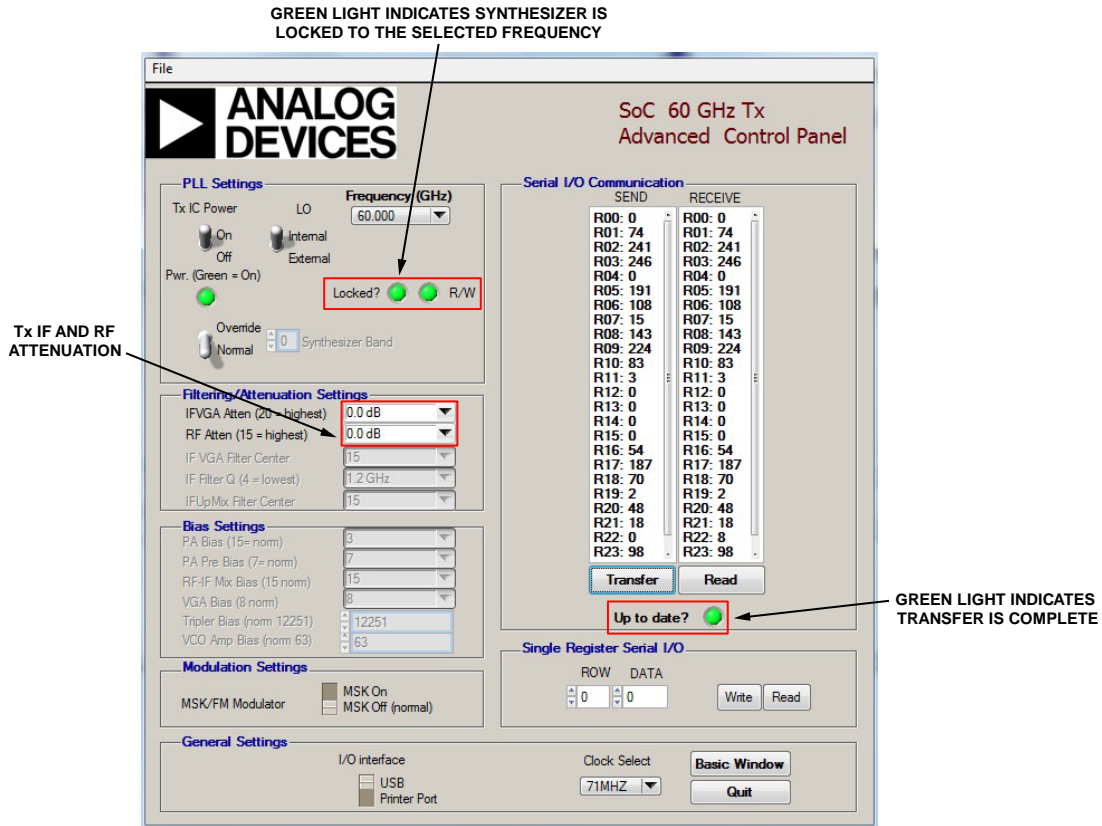 GREEN LIGHT INDICATES SYNTHESIZER IS
LOCKED TO THE SELECTED FREQUENCY
File
ANALOG
DEVICES
SoC 60 GHz Tx
Advanced Control Panel
PLL Settings
Tx IC Power
LO
Frequency (GHz)
60.000
On
Off
Internal
External
Pwr. (Green = On)
Locked?
R/W
Override
Normal
0
Synthesizer Band
Tx IF AND RF
ATTENUATION
Filtering/Attenuation Settings
IFVGA Atten (20 = highest)
0.0 dB
RF Atten (15 = highest)
0.0 dB
IF VGA Filter Center
15
IF Filter Q (4 = lowest)
1.2 GHz
IFUpMix Filter Center
15
Bias Settings
PA Bias (15= norm)
3
PA Pre Bias (7= norm)
7
RF-IF Mix Bias (15 norm)
15
VGA Bias (8 norm)
8
Tripler Bias (norm 12251)
12251
VCO Amp Bias (norm 63)
63
Modulation Settings
MSK/FM Modulator
MSK On
MSK Off (normal)
Serial I/O Communication
SEND RECEIVE
R00: 0 R00: 0
R01: 74 R01: 74
R02: 241 R02: 241
R03: 246 R03: 246
R04: 0 R04: 0
R05: 191 R05: 191
R06: 108 R06: 108
R07: 15 R07: 15
R08: 143 R08: 143
R09: 224 R09: 224
R10: 83 R10: 83
R11: 3 R11: 3
R12: 0 R12: 0
R13: 0 R13: 0
R14: 0 R14: 0
R15: 0 R15: 0
R16: 54 R16: 54
R17: 187 R17: 187
R18: 70 R18: 70
R19: 2 R19: 2
R20: 48 R20: 48
R21: 18 R21: 18
R22: 0 R22: 8
R23: 98 R23: 98
Transfer Read
Up to date?
GREEN LIGHT INDICATES
TRANSFER IS COMPLETE
Single Register Serial I/O
ROW DATA
0 0
Write Read
General Settings
I/O interface
USB
Printer Port
Clock Select
71MHZ
Basic Window
Quit